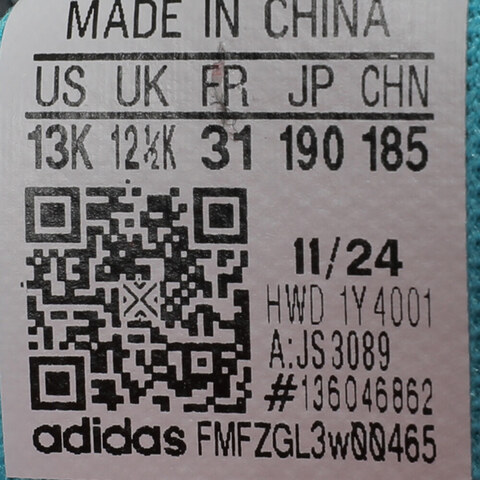 MADE IN CHINA
US UK FR JP CHN
13K 12½K 31 190 185
11/24
HWD 1Y4001
A:JS3089
#136046862
adidas FMFZGL3w00465